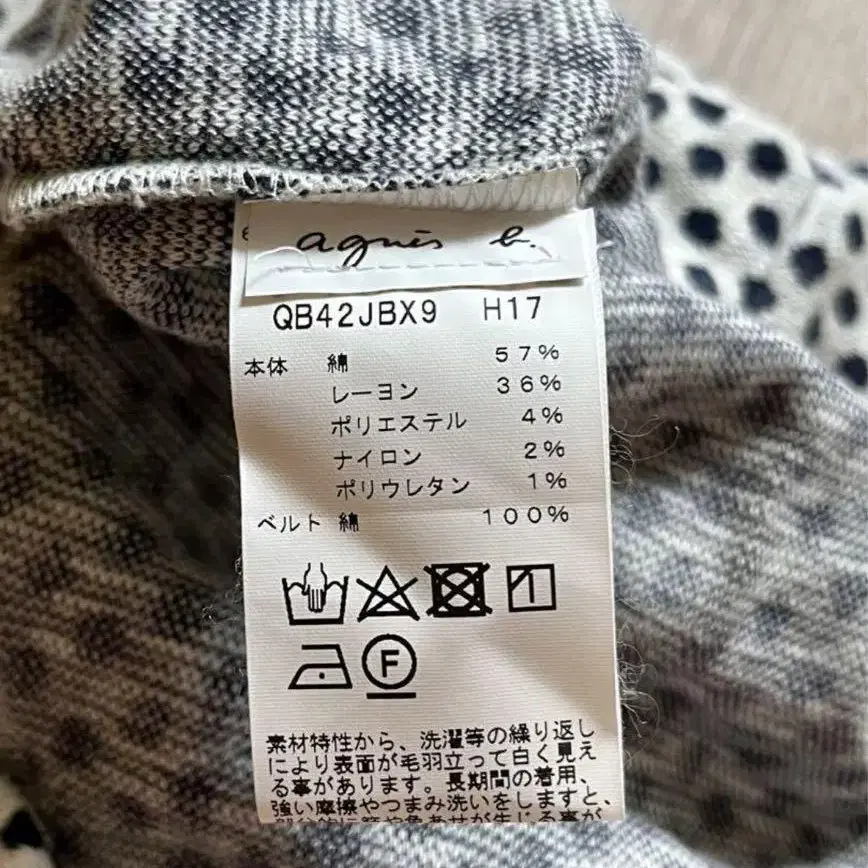 agnès b.
QB42JBX9 H17
本体 綿 57%
レーヨン 36%
ポリエステル 4%
ナイロン 2%
ポリウレタン 1%
ベルト 綿 100%
F
素材特性から、洗濯等の繰り返し
により表面が毛羽立って白く見え
る事があります。長期間の着用、
強い摩擦やつまみ洗いをしますと、